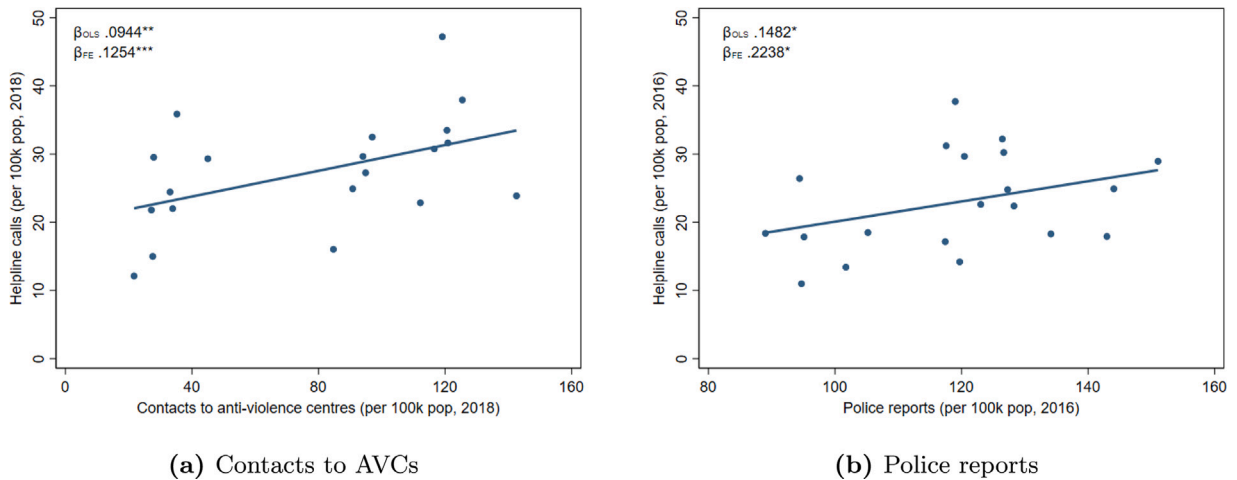 βOLS .0944**
βFE .1254***
50
40
30
20
10
0
Helpline calls (per 100k pop, 2018)
0 40 80 120 160
Contacts to anti-violence centres (per 100k pop, 2018)
(a) Contacts to AVCs
βOLS .1482*
βFE .2238*
50
40
30
20
10
0
Helpline calls (per 100k pop, 2016)
80 100 120 140 160
Police reports (per 100k pop, 2016)
(b) Police reports